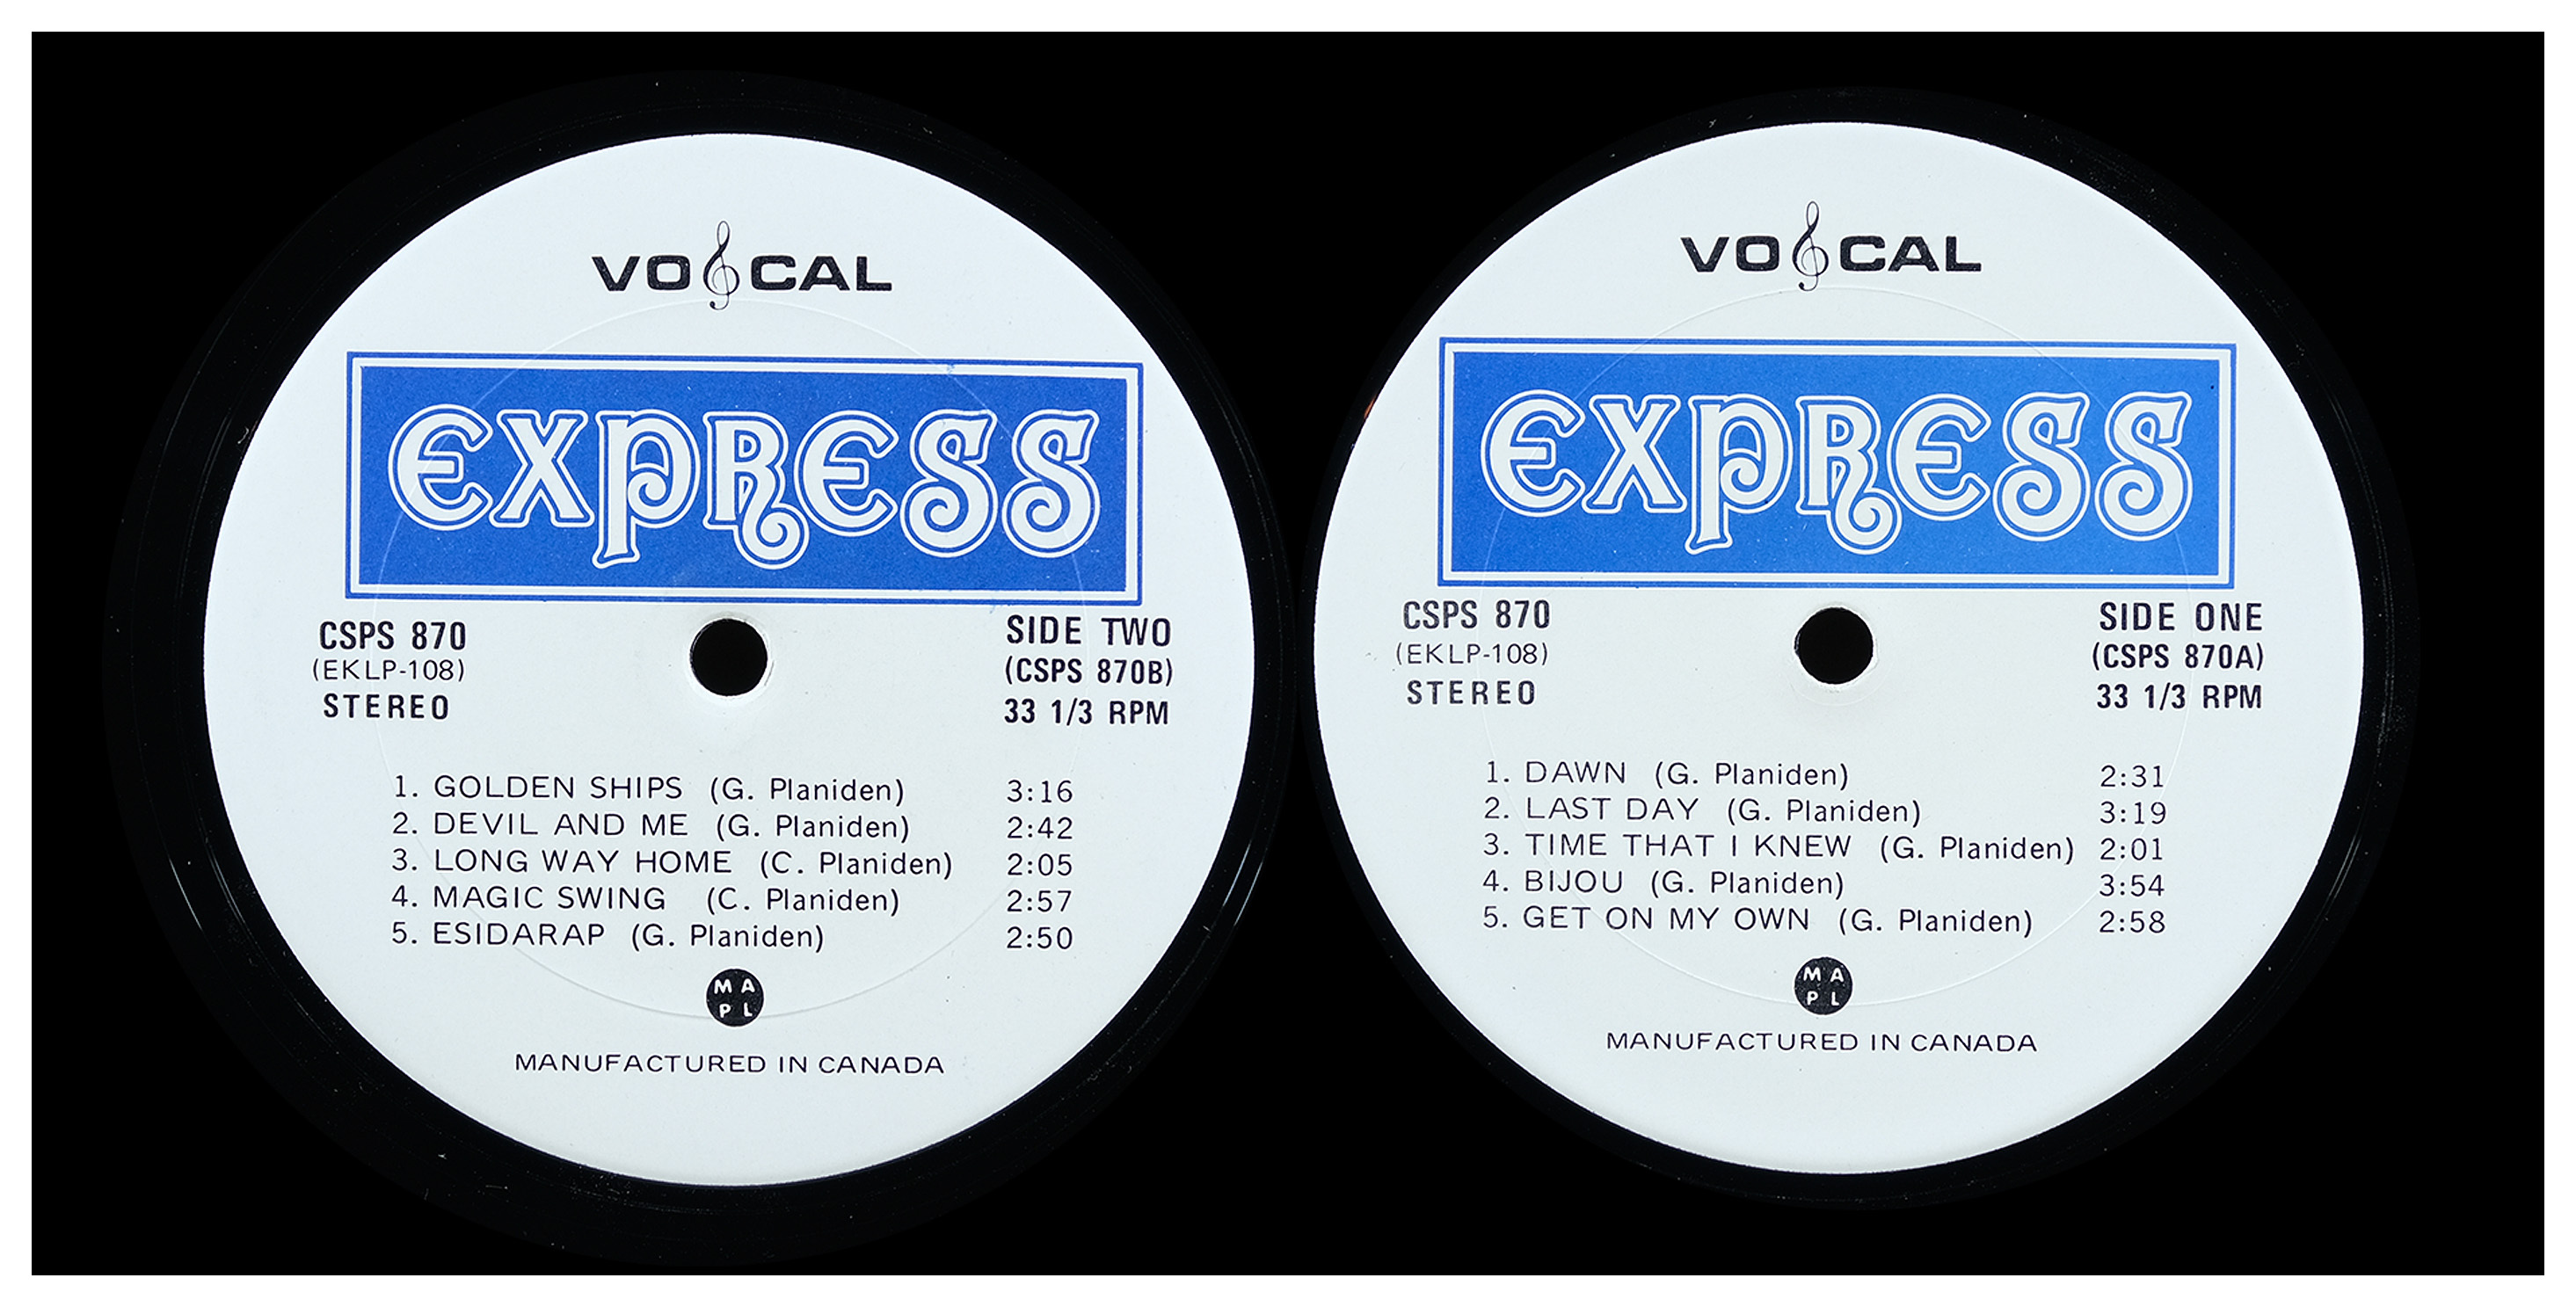 VOCAL
EXPRESS
CSPS 870
(EKLP-108)
STEREO
SIDE TWO
(CSPS 870B)
33 1/3 RPM
1. GOLDEN SHIPS (G. Planiden) 3:16
2. DEVIL AND ME (G. Planiden) 2:42
3. LONG WAY HOME (C. Planiden) 2:05
4. MAGIC SWING (C. Planiden) 2:57
5. ESIDARAP (G. Planiden) 2:50
M A
P L
MANUFACTURED IN CANADA
VOCAL
EXPRESS
CSPS 870
(EKLP-108)
STEREO
SIDE ONE
(CSPS 870A)
33 1/3 RPM
1. DAWN (G. Planiden) 2:31
2. LAST DAY (G. Planiden) 3:19
3. TIME THAT I KNEW (G. Planiden) 2:01
4. BIJOU (G. Planiden) 3:54
5. GET ON MY OWN (G. Planiden) 2:58
M A
P L
MANUFACTURED IN CANADA